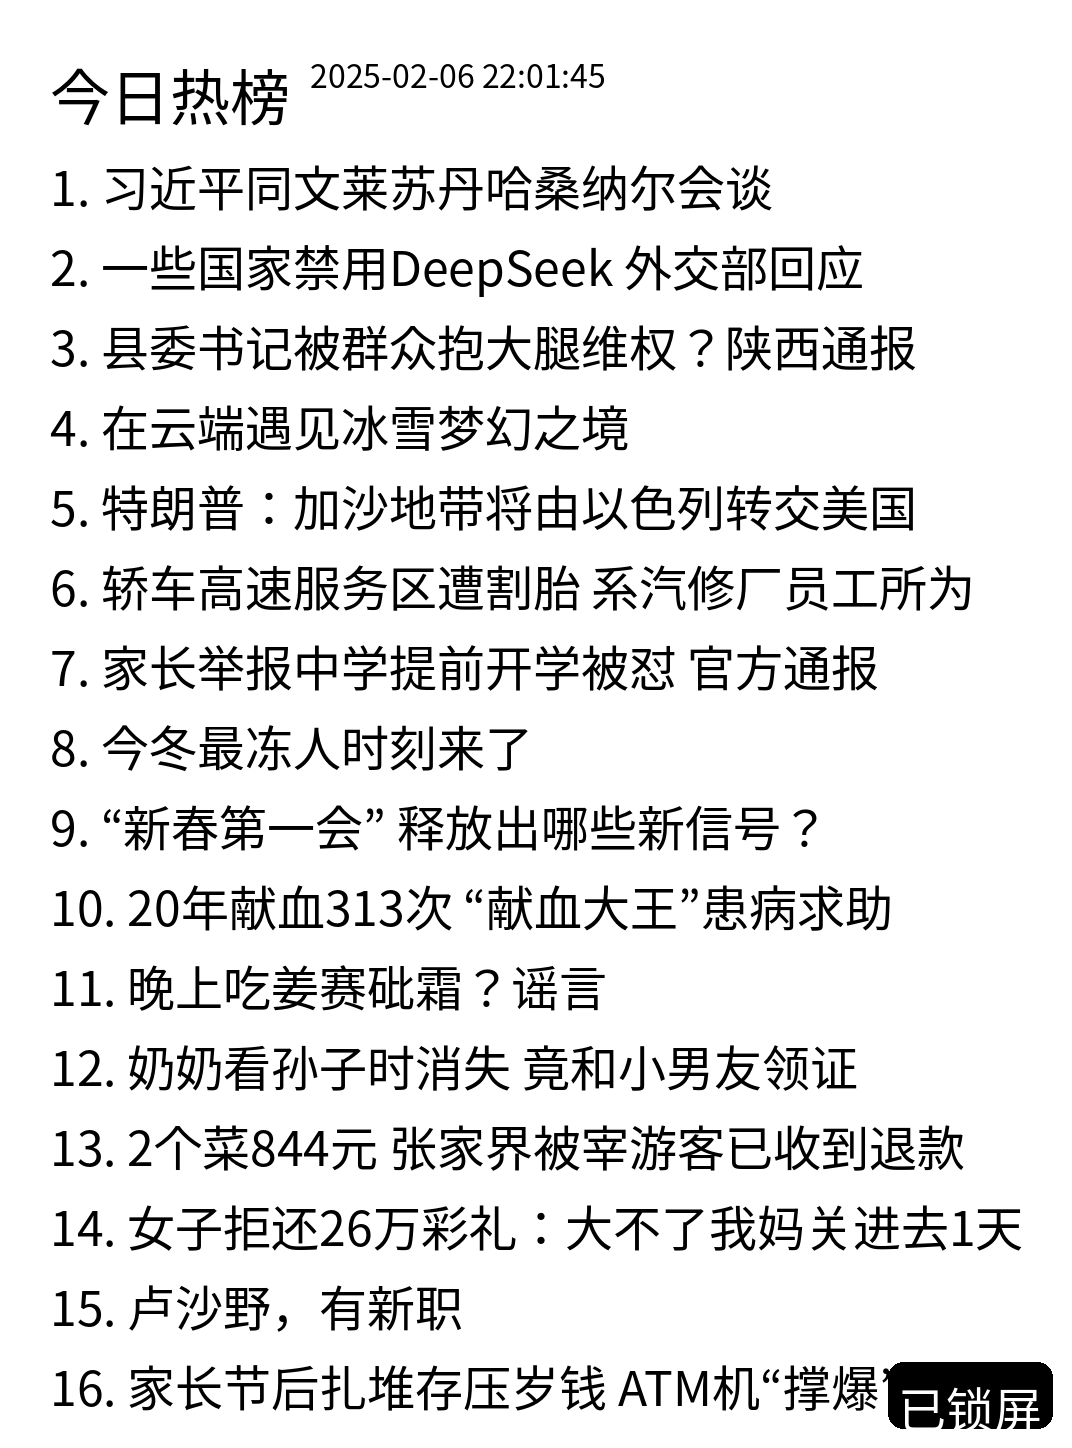 今日热榜 2025-02-06 22:01:45
1. 习近平同文莱苏丹哈桑纳尔会谈
2. 一些国家禁用DeepSeek 外交部回应
3. 县委书记被群众抱大腿维权？陕西通报
4. 在云端遇见冰雪梦幻之境
5. 特朗普：加沙地带将由以色列转交美国
6. 轿车高速服务区遭割胎 系汽修厂员工所为
7. 家长举报中学提前开学被怼 官方通报
8. 今冬最冻人时刻来了
9. “新春第一会” 释放出哪些新信号？
10. 20年献血313次 “献血大王”患病求助
11. 晚上吃姜赛砒霜？谣言
12. 奶奶看孙子时消失 竟和小男友领证
13. 2个菜844元 张家界被宰游客已收到退款
14. 女子拒还26万彩礼：大不了我妈关进去1天
15. 卢沙野，有新职
16. 家长节后扎堆存压岁钱 ATM机“撑爆”
已锁屏